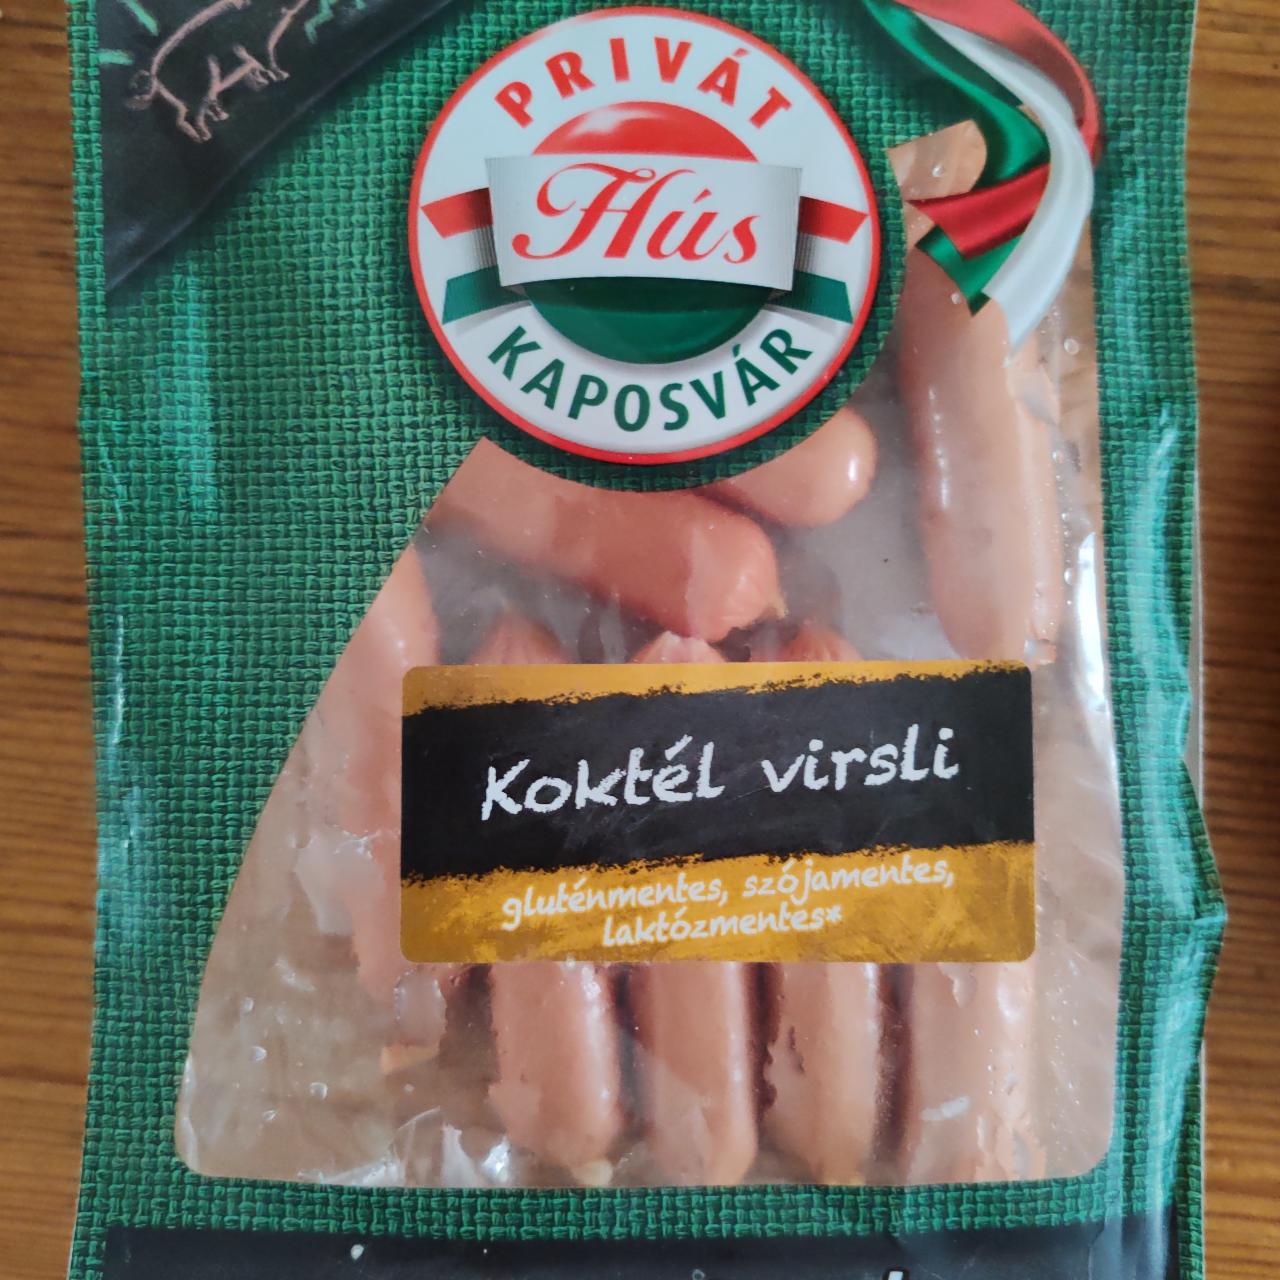 PRIVÁT
Hús
KAPOSVÁR
Koktél virsli
gluténmentes, szójamentes,
laktózmentes*